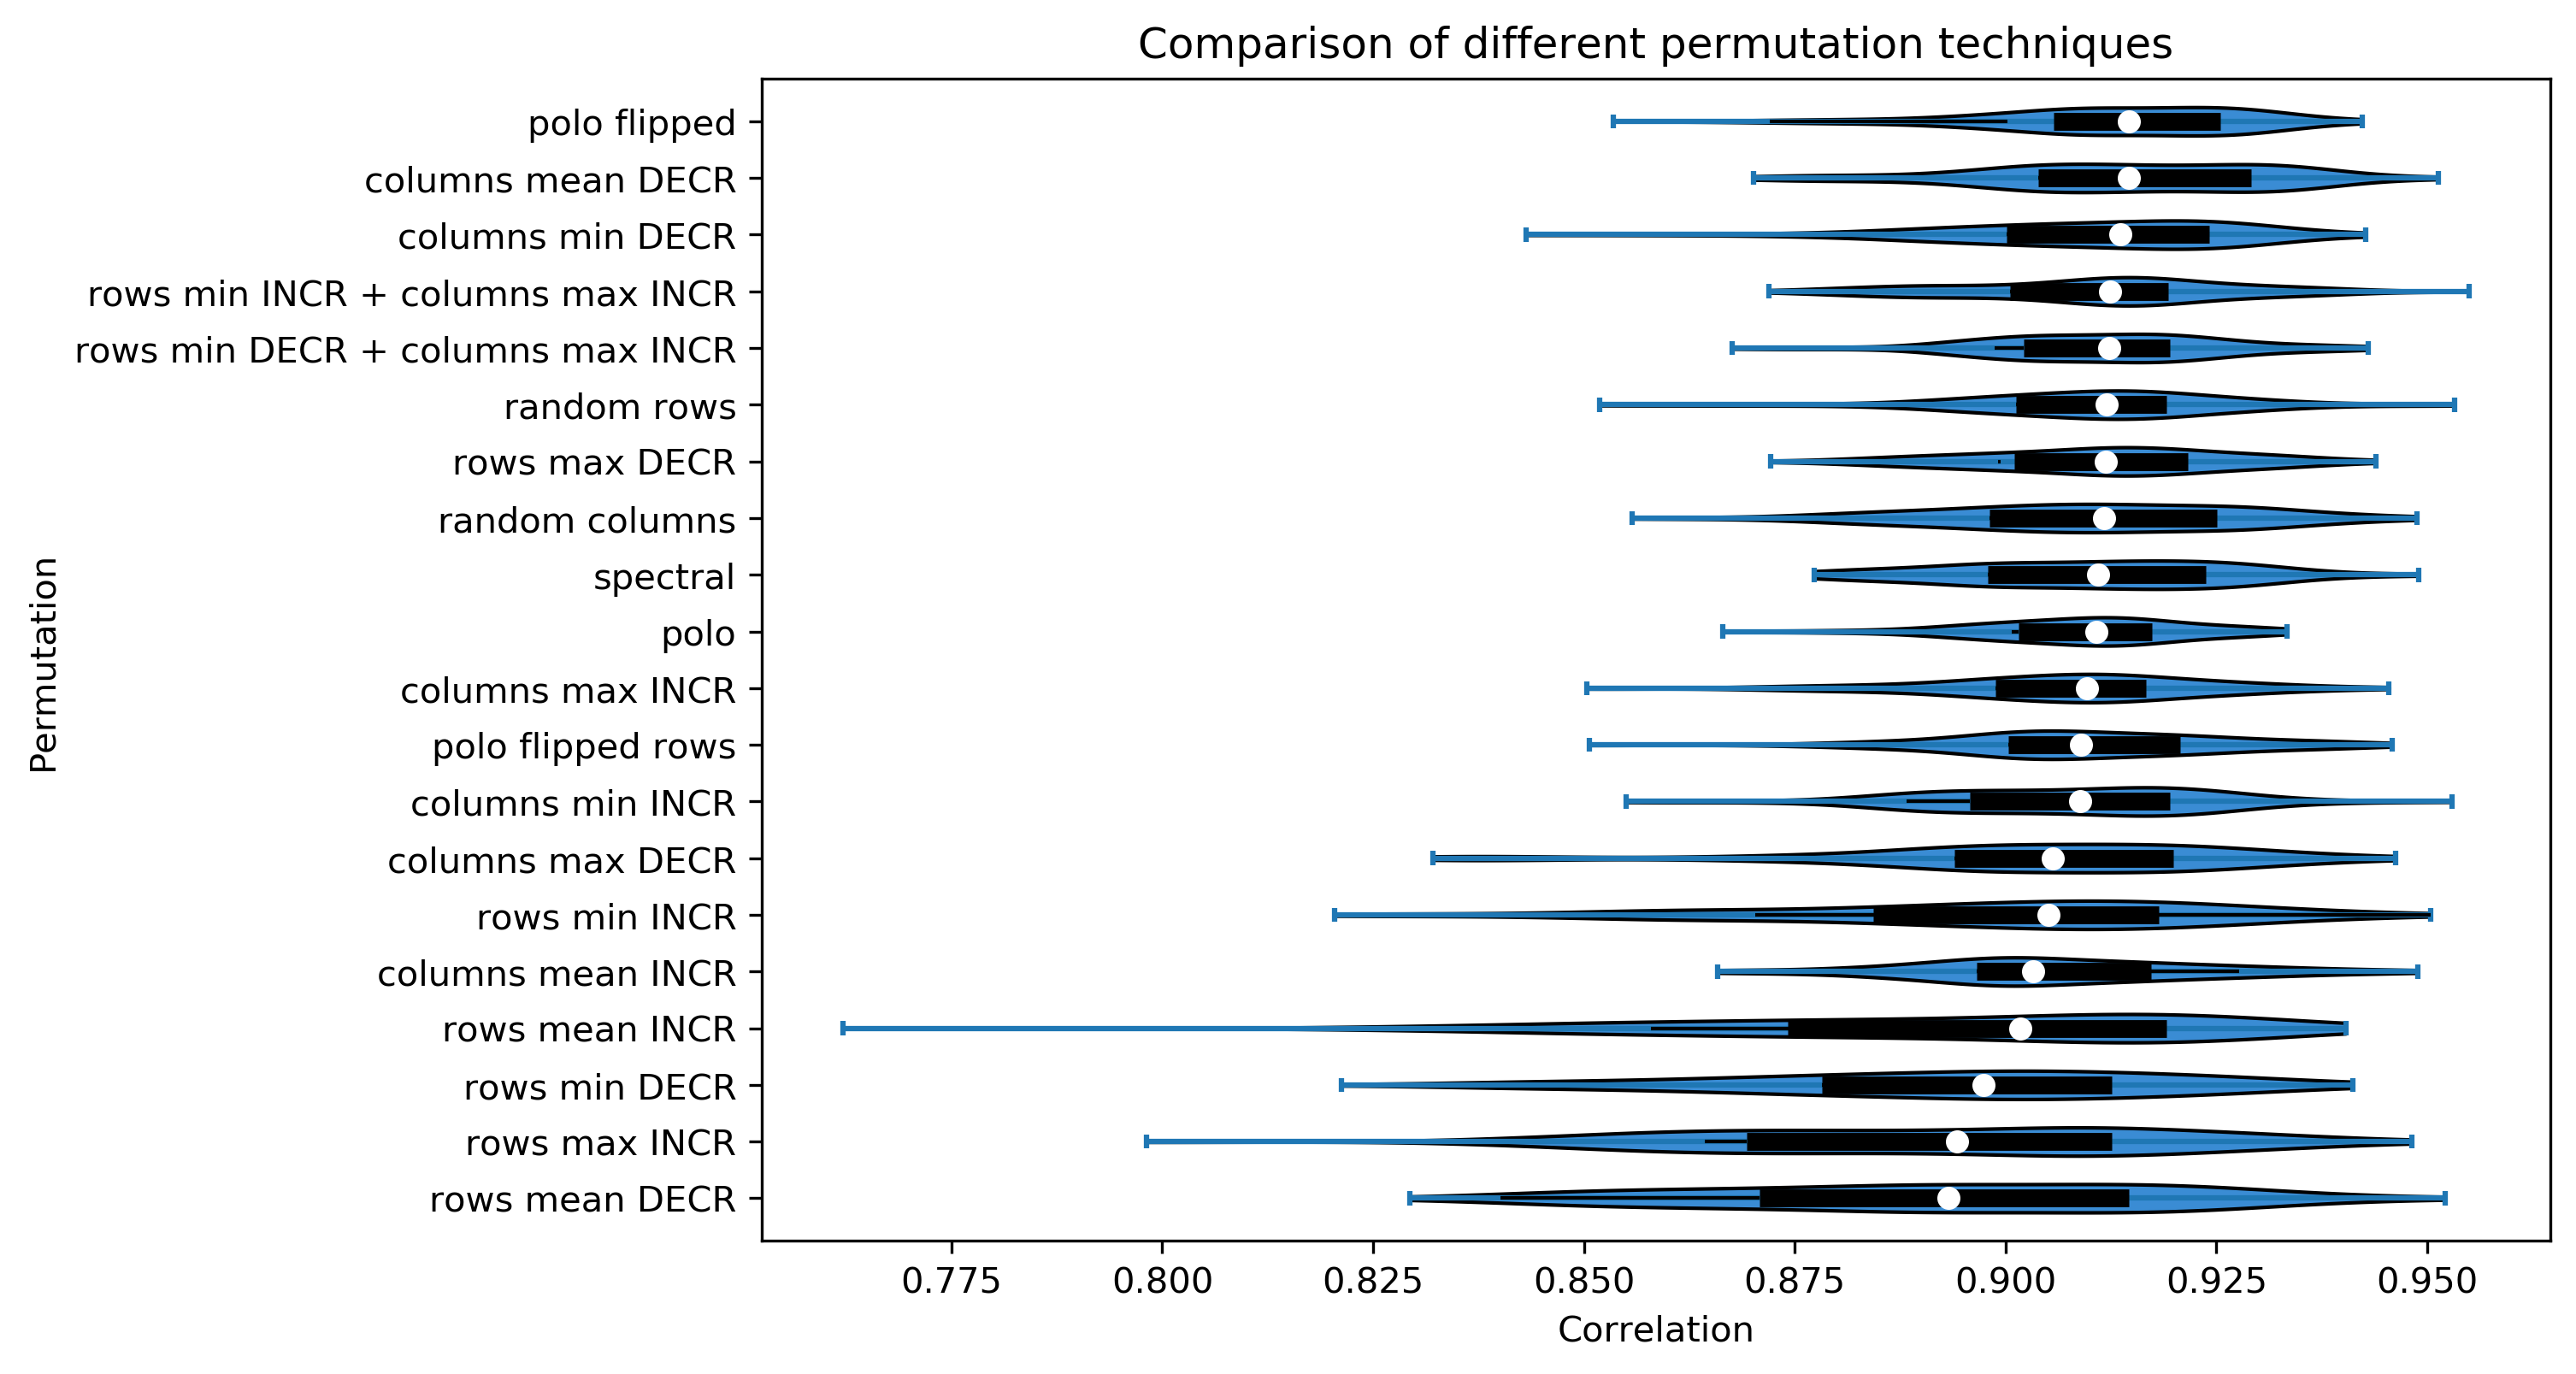 Comparison of different permutation techniques
Permutation
polo flipped
columns mean DECR
columns min DECR
rows min INCR + columns max INCR
rows min DECR + columns max INCR
random rows
rows max DECR
random columns
spectral
polo
columns max INCR
polo flipped rows
columns min INCR
columns max DECR
rows min INCR
columns mean INCR
rows mean INCR
rows min DECR
rows max INCR
rows mean DECR
0.775 0.800 0.825 0.850 0.875 0.900 0.925 0.950
Correlation